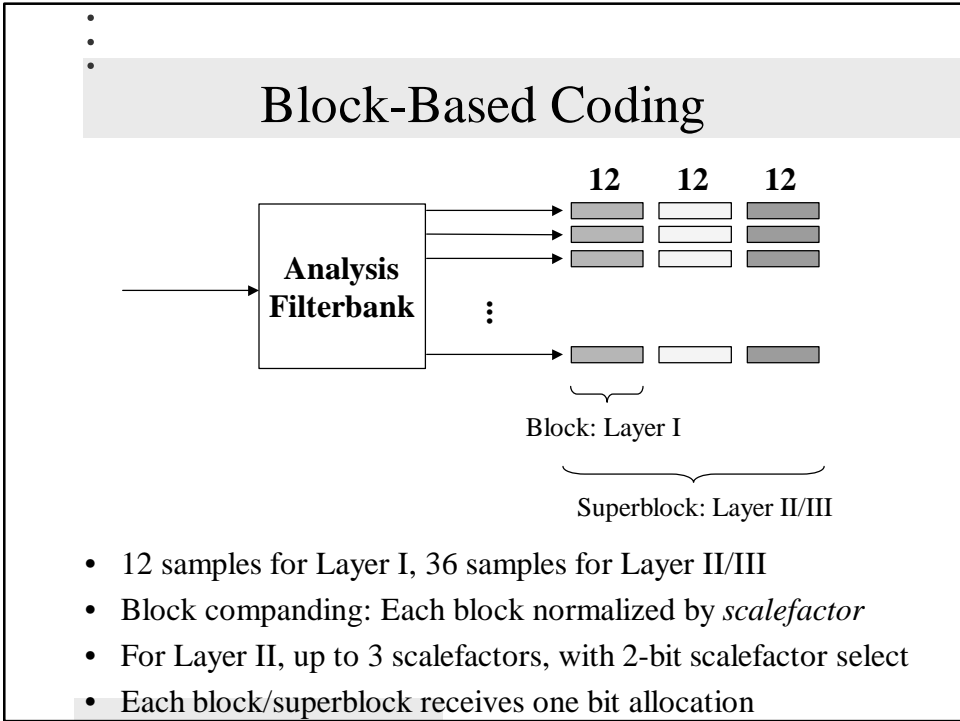 Block-Based Coding
12 12 12
Analysis
Filterbank
Block: Layer I
Superblock: Layer II/III
• 12 samples for Layer I, 36 samples for Layer II/III
• Block companding: Each block normalized by scalefactor
• For Layer II, up to 3 scalefactors, with 2-bit scalefactor select
• Each block/superblock receives one bit allocation